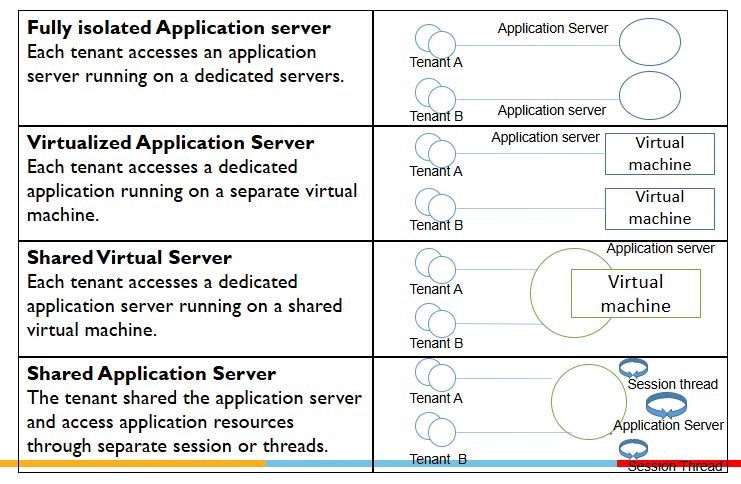 Fully isolated Application server
Each tenant accesses an application
server running on a dedicated servers.
Application Server
Tenant A
Tenant B
Application server
Virtualized Application Server
Each tenant accesses a dedicated
application running on a separate virtual
machine.
Application server
Virtual
machine
Tenant A
Virtual
machine
Tenant B
Shared Virtual Server
Each tenant accesses a dedicated
application server running on a shared
virtual machine.
Application server
Tenant A
Virtual
machine
Tenant B
Shared Application Server
The tenant shared the application server
and access application resources
through separate session or threads.
Session thread
Tenant A
Application Server
Tenant B
Session Thread